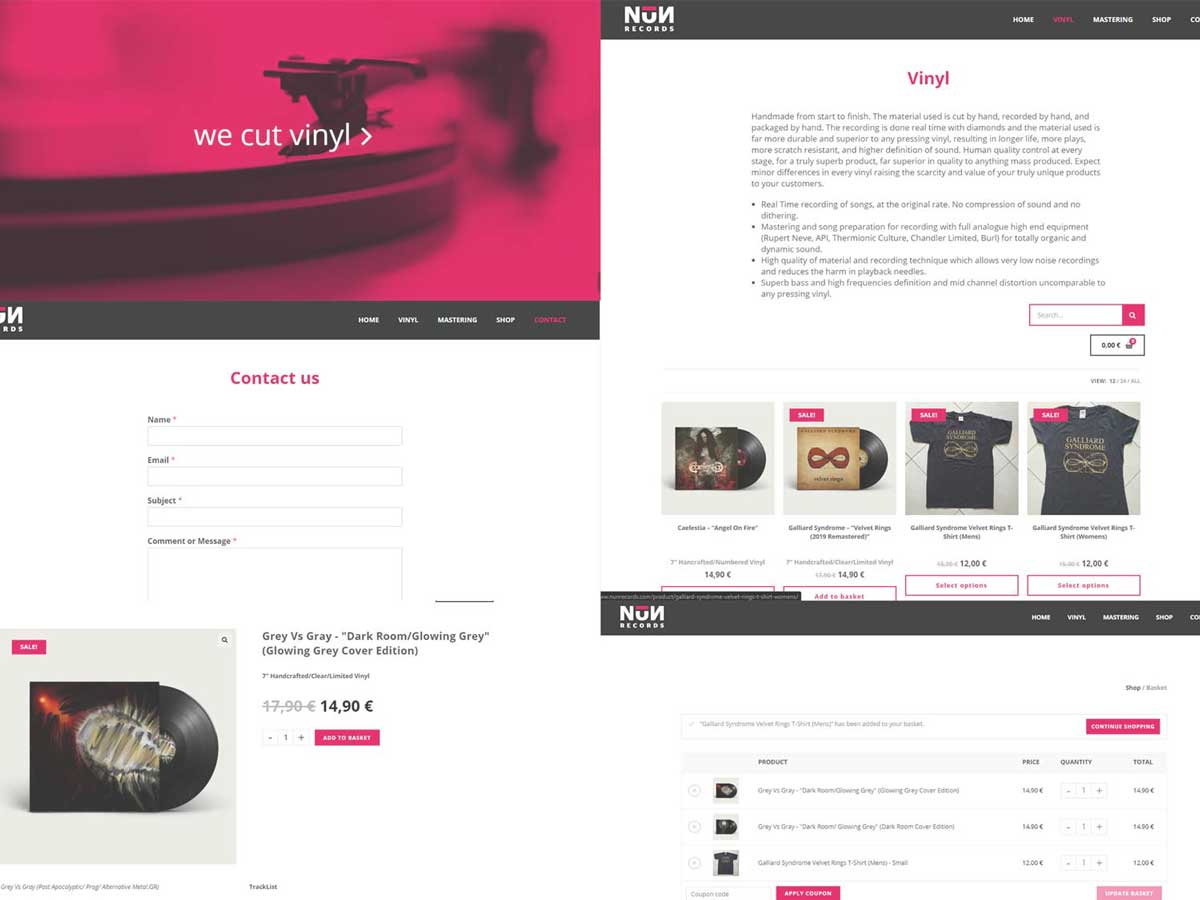 we cut vinyl >
RECORDS
HOME VINYL MASTERING SHOP CONTACT
Contact us
Name *
Email *
Subject *
Comment or Message *
SALE!
Grey Vs Gray - "Dark Room/Glowing Grey"
(Glowing Grey Cover Edition)
7" Handcrafted/Clear/Limited Vinyl
17,90 € 14,90 €
- 1 + ADD TO BASKET
Grey Vs Gray (Post Apocalyptic/ Prog/ Alternative Metal.GR)
TrackList
NUN
RECORDS
HOME VINYL MASTERING SHOP CO
Vinyl
Handmade from start to finish. The material used is cut by hand, recorded by hand, and
packaged by hand. The recording is done real time with diamonds and the material used is
far more durable and superior to any pressing vinyl, resulting in longer life, more plays,
more scratch resistant, and higher definition of sound. Human quality control at every
stage, for a truly superb product, far superior in quality to anything mass produced. Expect
minor differences in every vinyl raising the scarcity and value of your truly unique products
to your customers.
• Real Time recording of songs, at the original rate. No compression of sound and no
dithering.
• Mastering and song preparation for recording with full analogue high end equipment
(Rupert Neve, API, Thermionic Culture, Chandler Limited, Burl) for totally organic and
dynamic sound.
• High quality of material and recording technique which allows very low noise recordings
and reduces the harm in playback needles.
• Superb bass and high frequencies definition and mid channel distortion uncomparable to
any pressing vinyl.
Search...
0,00 € 0
VIEW: 12 / 24 / ALL
SALE! SALE! SALE!
GALLIARD SYNDROME
velvet rings
GALLIARD
SYNDROME
GALLIARD
SYNDROME
Caelestia – "Angel On Fire"
7" Handcrafted/Numbered Vinyl
14,90 €
Galliard Syndrome – "Velvet Rings
(2019 Remastered)"
7" Handcrafted/Clear/Limited Vinyl
17,90 € 14,90 €
Add to basket
Galliard Syndrome Velvet Rings T-
Shirt (Mens)
15,00 € 12,00 €
Select options
Galliard Syndrome Velvet Rings T-
Shirt (Womens)
15,00 € 12,00 €
Select options
w.nunrecords.com/product/galliard-syndrome-velvet-rings-t-shirt-womens/
NUN
RECORDS
HOME VINYL MASTERING SHOP CO
Shop / Basket
"Galliard Syndrome Velvet Rings T-Shirt (Mens)" has been added to your basket.
CONTINUE SHOPPING
PRODUCT PRICE QUANTITY TOTAL
Grey Vs Gray - "Dark Room/Glowing Grey" (Glowing Grey Cover Edition) 14,90 € - 1 + 14,90 €
Grey Vs Gray - "Dark Room/ Glowing Grey" (Dark Room Cover Edition) 14,90 € - 1 + 14,90 €
Galliard Syndrome Velvet Rings T-Shirt (Mens) - Small 12,00 € - 1 + 12,00 €
Coupon code APPLY COUPON UPDATE BASKET